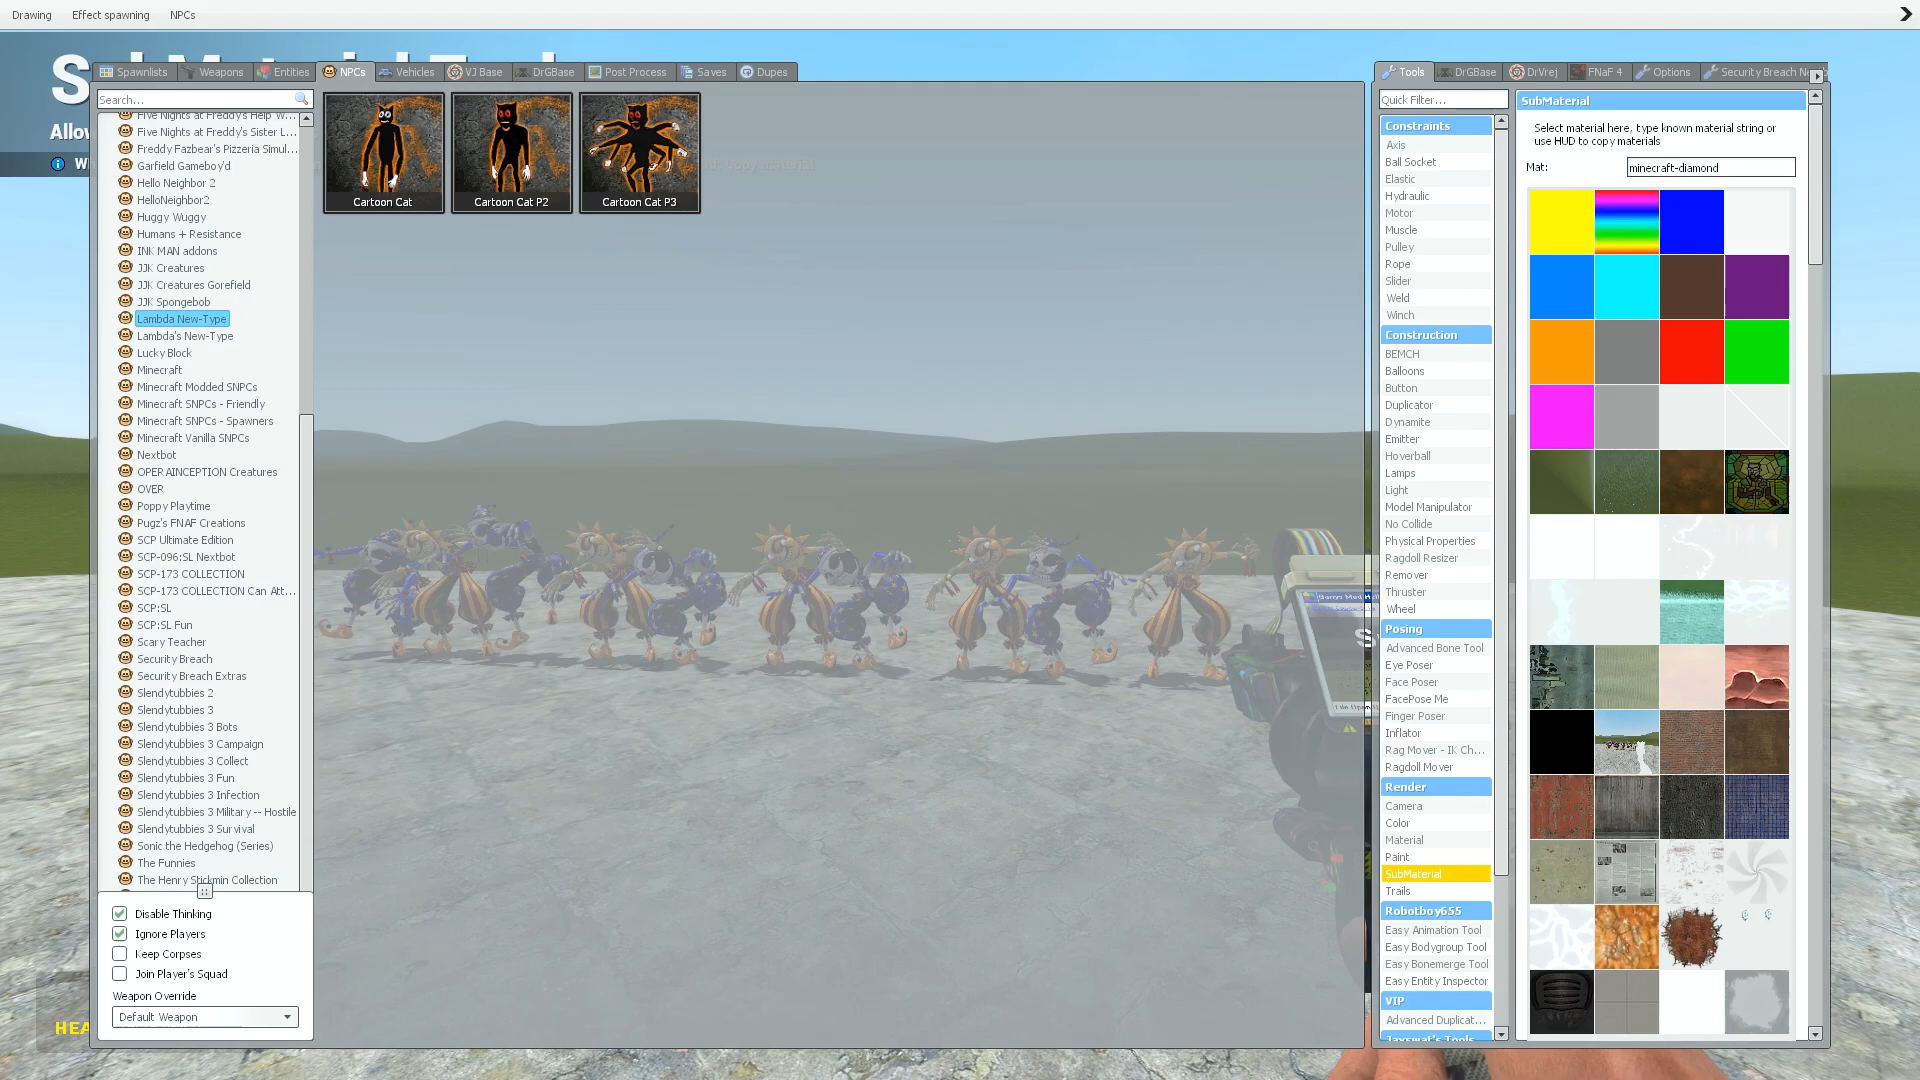 Drawing Effect spawning NPCs
Spawnlists Weapons Entities NPCs Vehicles VJ Base DrGBase Post Process Saves Dupes
Search...
Five Nights at Freddy's Help W...
Five Nights at Freddy's Sister L...
Freddy Fazbear's Pizzeria Simul...
Garfield Gameboy'd
Hello Neighbor 2
HelloNeighbor2
Huggy Wuggy
Humans + Resistance
INK MAN addons
JJK Creatures
JJK Creatures Gorefield
JJK Spongebob
Lambda New-Type
Lambda's New-Type
Lucky Block
Minecraft
Minecraft Modded SNPCs
Minecraft SNPCs - Friendly
Minecraft SNPCs - Spawners
Minecraft Vanilla SNPCs
Nextbot
OPERAINCEPTION Creatures
OVER
Poppy Playtime
Pugz's FNAF Creations
SCP Ultimate Edition
SCP-096:SL Nextbot
SCP-173 COLLECTION
SCP-173 COLLECTION Can Att...
SCP:SL
SCP:SL Fun
Scary Teacher
Security Breach
Security Breach Extras
Slendytubbies 2
Slendytubbies 3
Slendytubbies 3 Bots
Slendytubbies 3 Campaign
Slendytubbies 3 Collect
Slendytubbies 3 Fun
Slendytubbies 3 Infection
Slendytubbies 3 Military -- Hostile
Slendytubbies 3 Survival
Sonic the Hedgehog (Series)
The Funnies
The Henry Stickmin Collection
Disable Thinking
Ignore Players
Keep Corpses
Join Player's Squad
Weapon Override
Default Weapon
HEA
Cartoon Cat Cartoon Cat P2 Cartoon Cat P3
Tools DrGBase DrVrej FNaF 4 Options Security Breach
Quick Filter...
Constraints
Axis
Ball Socket
Elastic
Hydraulic
Motor
Muscle
Pulley
Rope
Slider
Weld
Winch
Construction
BEMCH
Balloons
Button
Duplicator
Dynamite
Emitter
Hoverball
Lamps
Light
Model Manipulator
No Collide
Physical Properties
Ragdoll Resizer
Remover
Thruster
Wheel
Posing
Advanced Bone Tool
Eye Poser
Face Poser
FacePose Me
Finger Poser
Inflator
Rag Mover - IK Ch...
Ragdoll Mover
Render
Camera
Color
Material
Paint
SubMaterial
Trails
Robotboy655
Easy Animation Tool
Easy Bodygroup Tool
Easy Bonemerge Tool
Easy Entity Inspector
VIP
Advanced Duplicat...
Jayswat's Tools
SubMaterial
Select material here, type known material string or
use HUD to copy materials
Mat: minecraft-diamond